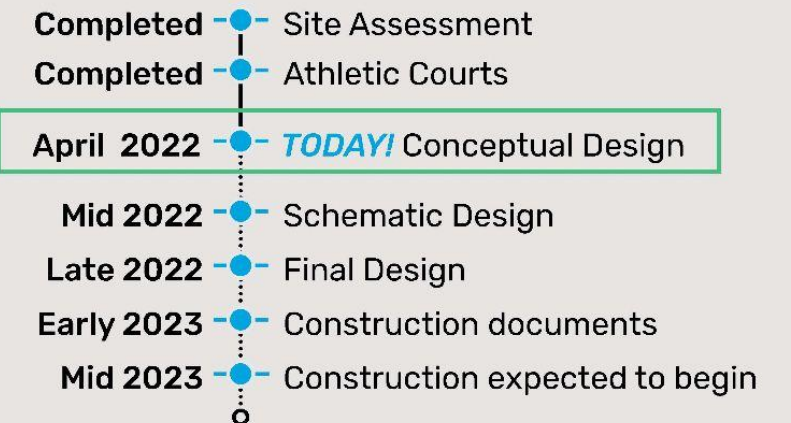 Completed Site Assessment
Completed Athletic Courts
April 2022 TODAY! Conceptual Design
Mid 2022 Schematic Design
Late 2022 Final Design
Early 2023 Construction documents
Mid 2023 Construction expected to begin